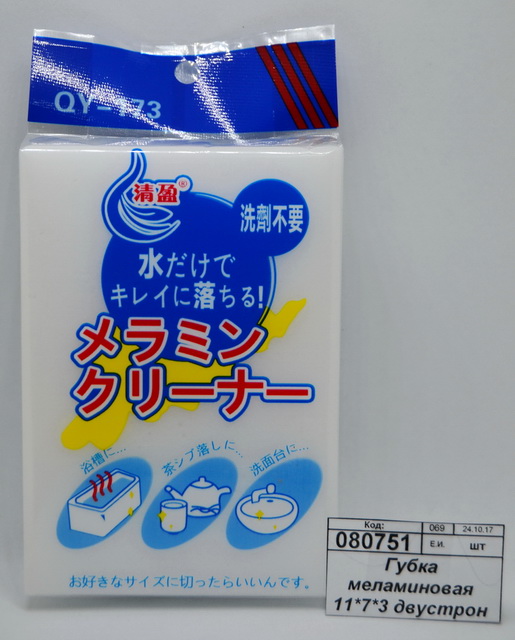 QY-173
清盈®
洗劑不要
水だけで
キレイに落ちる!
メラミン
クリーナー
浴槽に…
茶シブ落しに…
洗面台に…
お好きなサイズに切ったらいいんです。
Код: 069 24.10.17
080751 Е.И. шт
Губка
меламиновая
11*7*3 двустрон